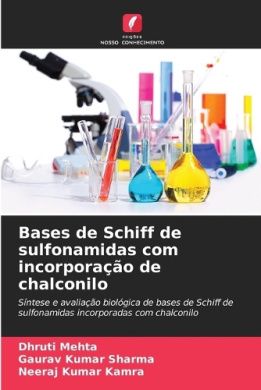 edições
NOSSO CONHECIMENTO
Bases de Schiff de
sulfonamidas com
incorporação de
chalconilo
Síntese e avaliação biológica de bases de Schiff de
sulfonamidas incorporadas com chalconilo
Dhruti Mehta
Gaurav Kumar Sharma
Neeraj Kumar Kamra